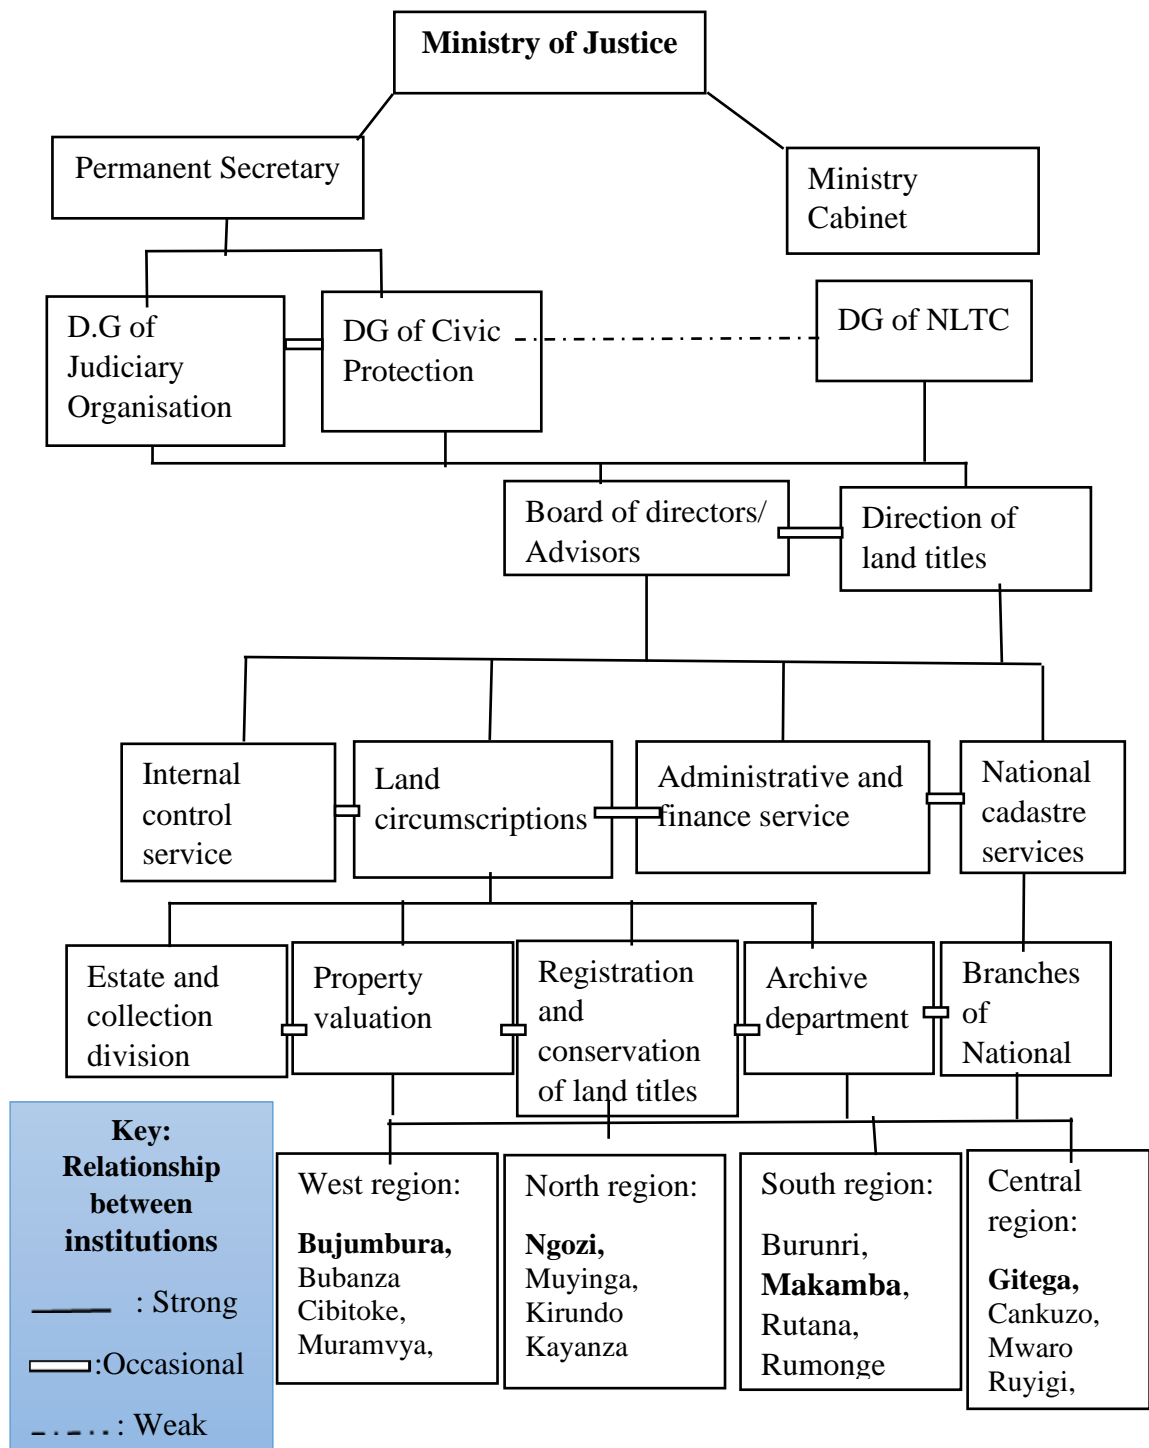 Ministry of Justice
Permanent Secretary
Ministry
Cabinet
D.G of
Judiciary
Organisation
DG of Civic
Protection
DG of NLTC
Board of directors/
Advisors
Direction of
land titles
Internal
control
service
Land
circumscriptions
Administrative and
finance service
National
cadastre
services
Estate and
collection
division
Property
valuation
Registration
and
conservation
of land titles
Archive
department
Branches
of
National
Key:
Relationship
between
institutions
: Strong
:Occasional
: Weak
West region:
Bujumbura,
Bubanza
Cibitoke,
Muramvya,
North region:
Ngozi,
Muyinga,
Kirundo
Kayanza
South region:
Burunri,
Makamba,
Rutana,
Rumonge
Central
region:
Gitega,
Cankuzo,
Mwaro
Ruyigi,